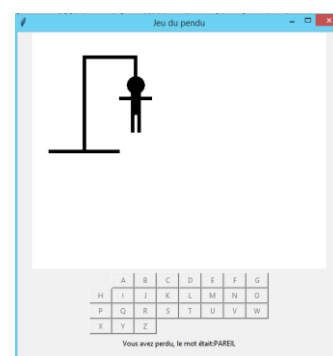 Jeu du pendu
A B C D E F G
H I J K L M N O
P Q R S T U V W
X Y Z
Vous avez perdu, le mot était:PAREIL